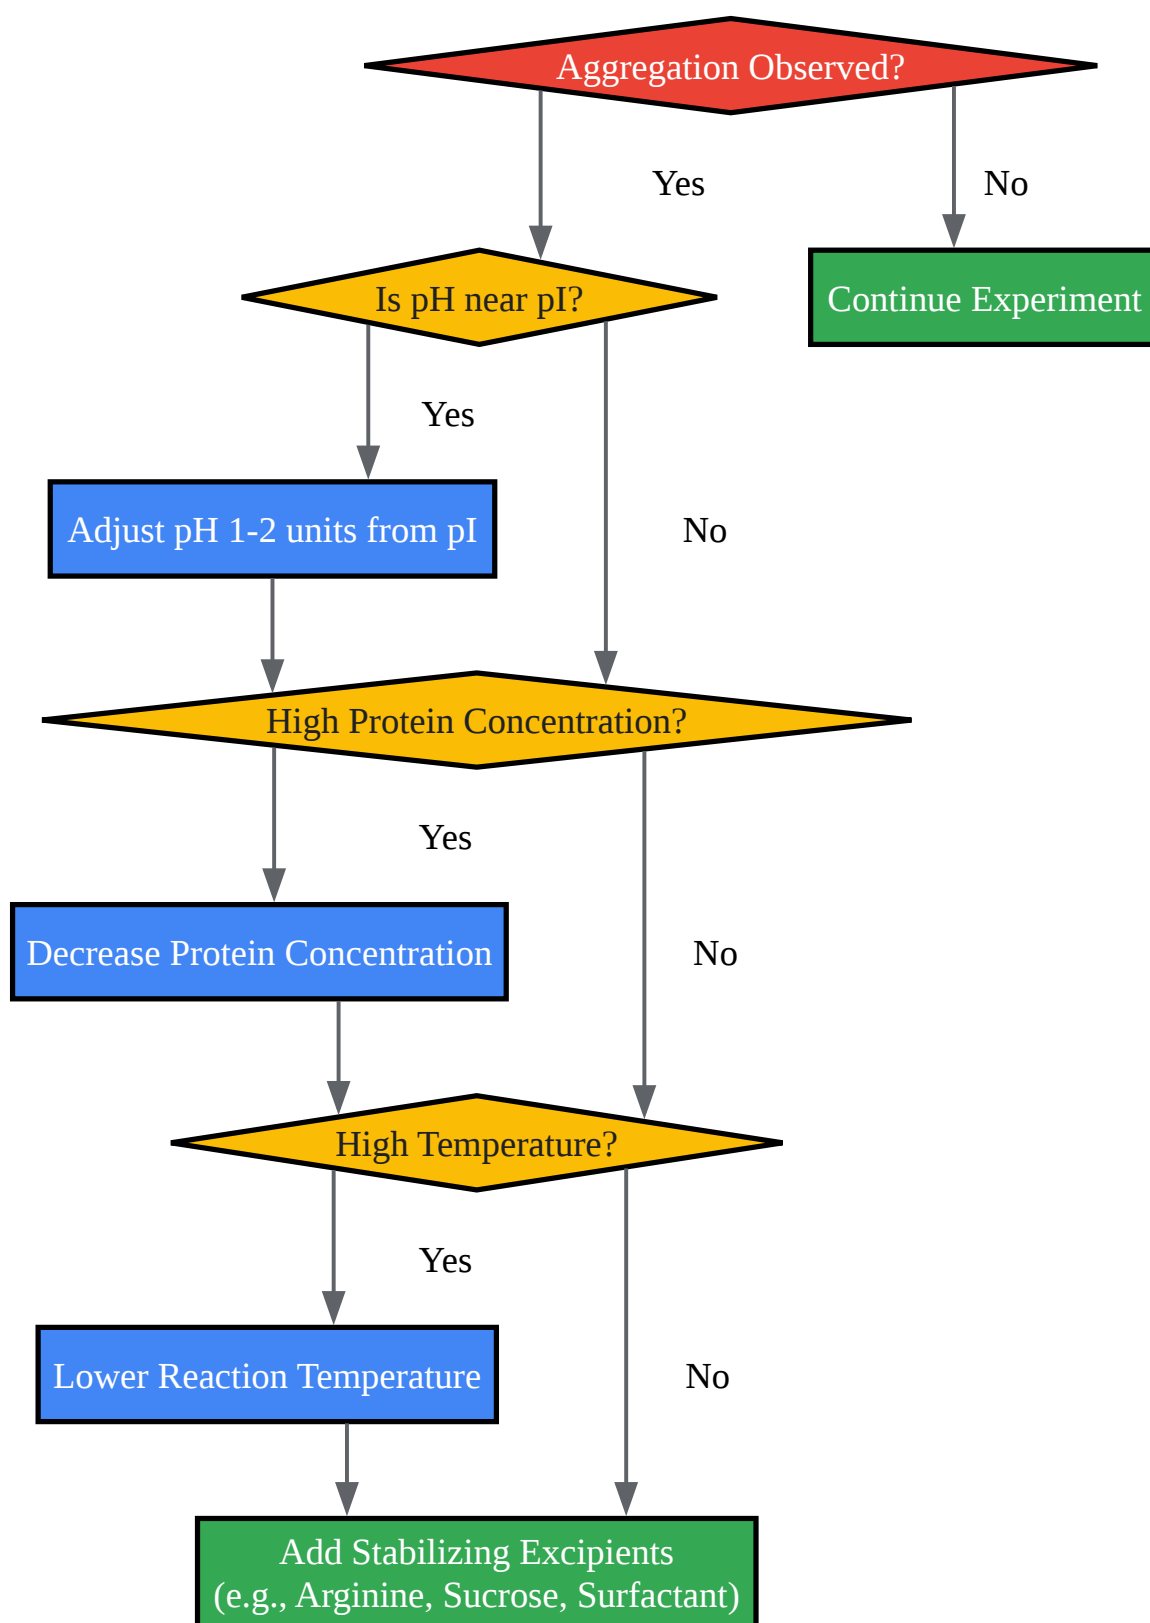 Aggregation Observed?
Yes
No
Is pH near pI?
Continue Experiment
Yes
Adjust pH 1-2 units from pI
No
High Protein Concentration?
Yes
Decrease Protein Concentration
No
High Temperature?
Yes
Lower Reaction Temperature
No
Add Stabilizing Excipients
(e.g., Arginine, Sucrose, Surfactant)